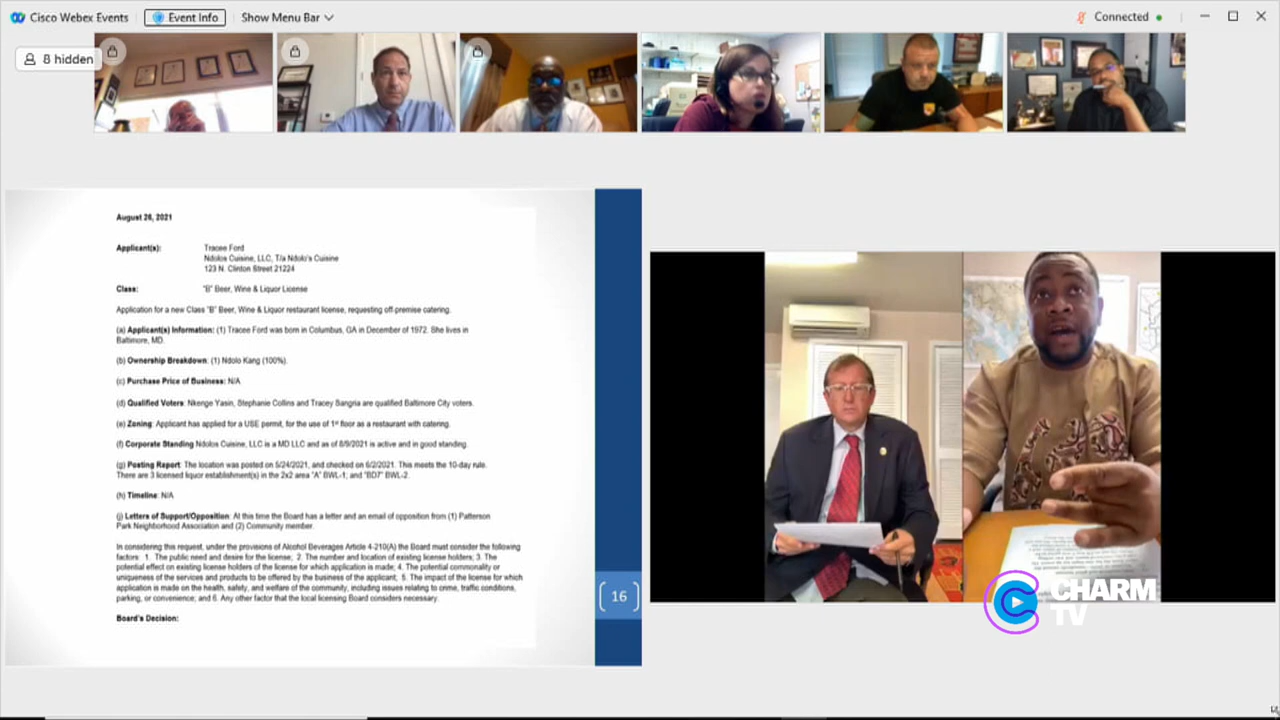 Cisco Webex Events
Event Info
Show Menu Bar
Connected
8 hidden
August 26, 2021
Applicant(s): Tracee Ford
Ndolos Cuisine, LLC, T/a Ndolo's Cuisine
123 N. Clinton Street 21224
Class: "B" Beer, Wine & Liquor License
Application for a new Class "B" Beer, Wine & Liquor restaurant license, requesting off-premise catering.
(a) Applicant(s) Information: (1) Tracee Ford was born in Columbus, GA in December of 1972. She lives in
Baltimore, MD.
(b) Ownership Breakdown: (1) Ndolo Kang (100%).
(c) Purchase Price of Business: N/A
(d) Qualified Voters: Nkenge Yasin, Stephanie Collins and Tracey Sangria are qualified Baltimore City voters.
(e) Zoning: Applicant has applied for a USE permit, for the use of 1st floor as a restaurant with catering.
(f) Corporate Standing Ndolos Cuisine, LLC is a MD LLC and as of 8/9/2021 is active and in good standing.
(g) Posting Report: The location was posted on 5/24/2021, and checked on 6/2/2021. This meets the 10-day rule.
There are 3 licensed liquor establishment(s) in the 2x2 area "A" BWL-1; and "BD7" BWL-2.
(h) Timeline: N/A
(j) Letters of Support/Opposition: At this time the Board has a letter and an email of opposition from (1) Patterson
Park Neighborhood Association and (2) Community member.
In considering this request, under the provisions of Alcohol Beverages Article 4-210(A) the Board must consider the following
factors: 1. The public need and desire for the license; 2. The number and location of existing license holders; 3. The
potential effect on existing license holders of the license for which application is made; 4. The potential commonality or
uniqueness of the services and products to be offered by the business of the applicant; 5. The impact of the license for which
application is made on the health, safety, and welfare of the community, including issues relating to crime, traffic conditions,
parking, or convenience; and 6. Any other factor that the local licensing Board considers necessary.
Board's Decision:
16
CHARM
TV